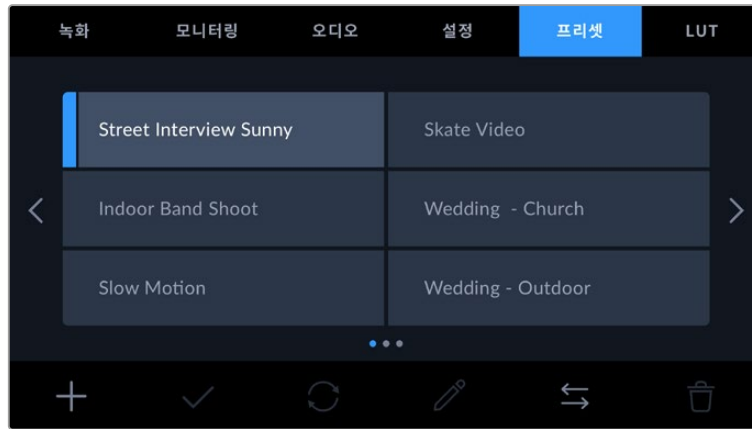 녹화 모니터링 오디오 설정 프리셋 LUT
Street Interview Sunny Skate Video
Indoor Band Shoot Wedding - Church
Slow Motion Wedding - Outdoor